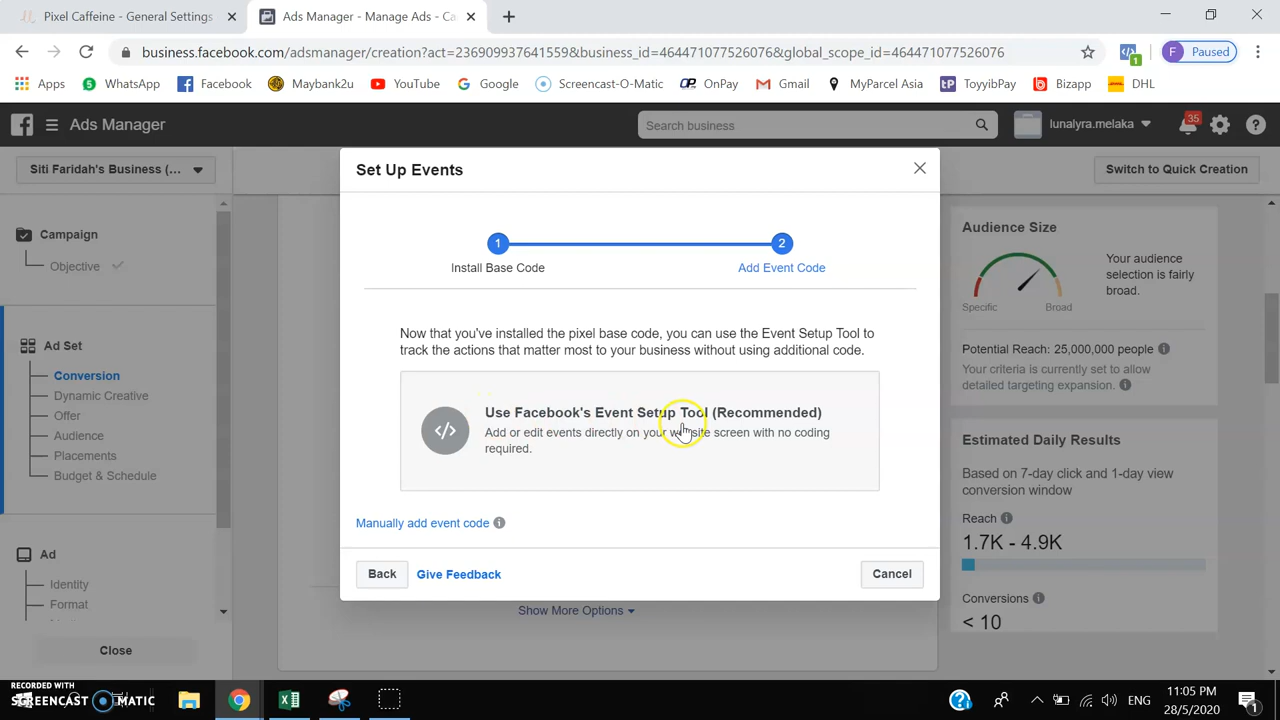 Pixel Caffeine - General Settings
Ads Manager - Manage Ads - Ca
business.facebook.com/adsmanager/creation?act=236909937641559&business_id=464471077526076&global_scope_id=464471077526076
1
F Paused
Apps WhatsApp Facebook Maybank2u YouTube Google Screencast-O-Matic OnPay Gmail MyParcel Asia ToyyibPay Bizapp DHL
Ads Manager
Search business
lunalyra.melaka
35
Siti Faridah's Business (...
Switch to Quick Creation
Campaign
Objective
Ad Set
Conversion
Dynamic Creative
Offer
Audience
Placements
Budget & Schedule
Ad
Identity
Format
Close
Set Up Events
1
2
Install Base Code
Add Event Code
Now that you've installed the pixel base code, you can use the Event Setup Tool to
track the actions that matter most to your business without using additional code.
Use Facebook's Event Setup Tool (Recommended)
Add or edit events directly on your website screen with no coding
required.
Manually add event code
Back
Give Feedback
Cancel
Show More Options
Audience Size
Your audience
selection is fairly
broad.
Specific
Broad
Potential Reach: 25,000,000 people
Your criteria is currently set to allow
detailed targeting expansion.
Estimated Daily Results
Based on 7-day click and 1-day view
conversion window
Reach
1.7K - 4.9K
Conversions
< 10
RECORDED WITH
SCREENCAST MATIC
ENG
11:05 PM
28/5/2020
1